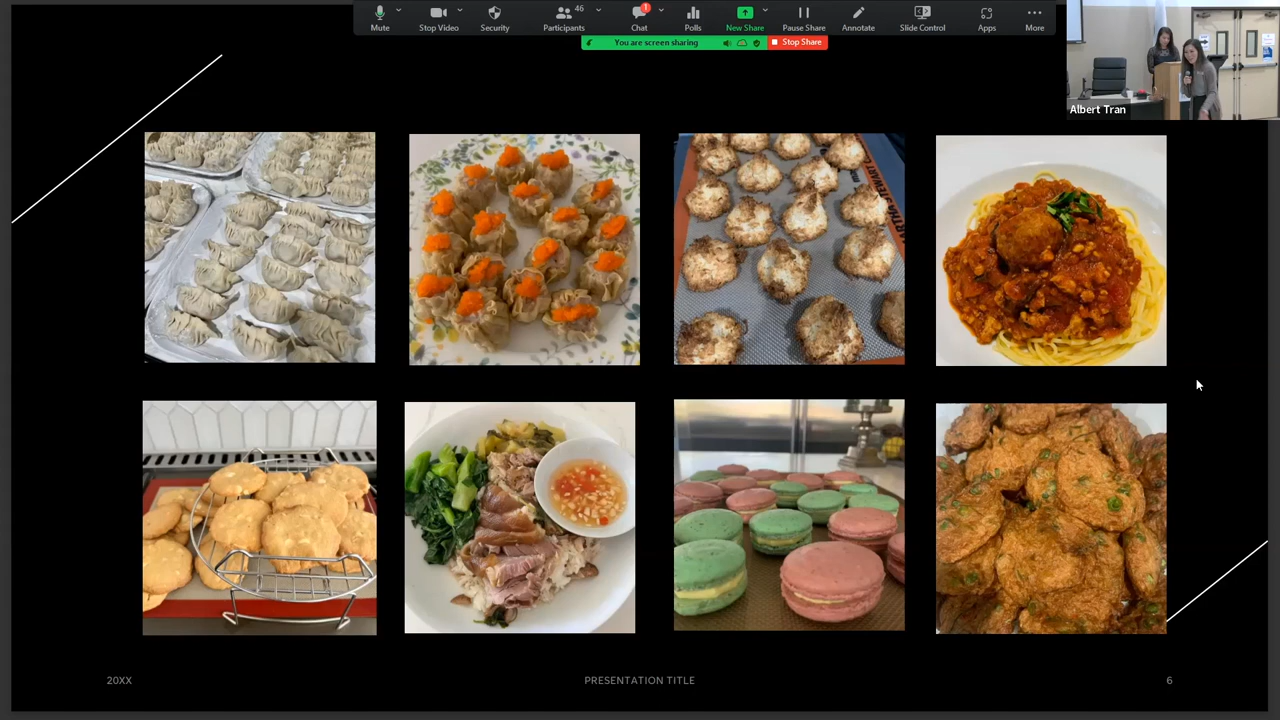 46
1
Mute
Stop Video
Security
Participants
Chat
Polls
New Share
Pause Share
Annotate
Slide Control
Apps
More
You are screen sharing
Stop Share
Albert Tran
20XX
PRESENTATION TITLE
6